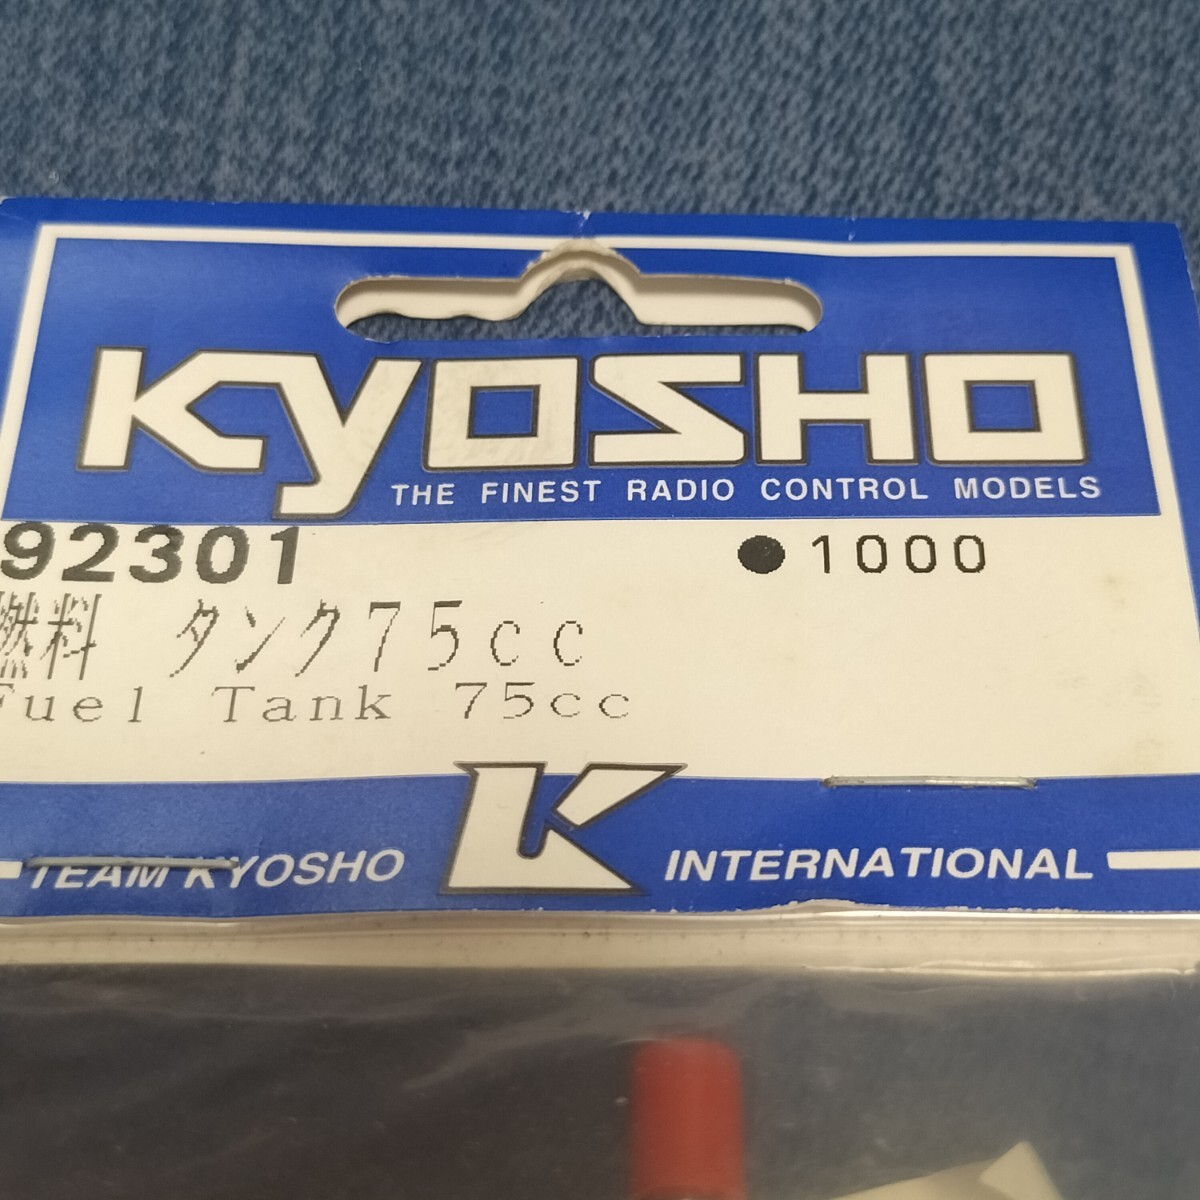 KYOSHO
THE FINEST RADIO CONTROL MODELS
92301 ●1000
燃料 タンク75cc
Fuel Tank 75cc
TEAM KYOSHO K INTERNATIONAL